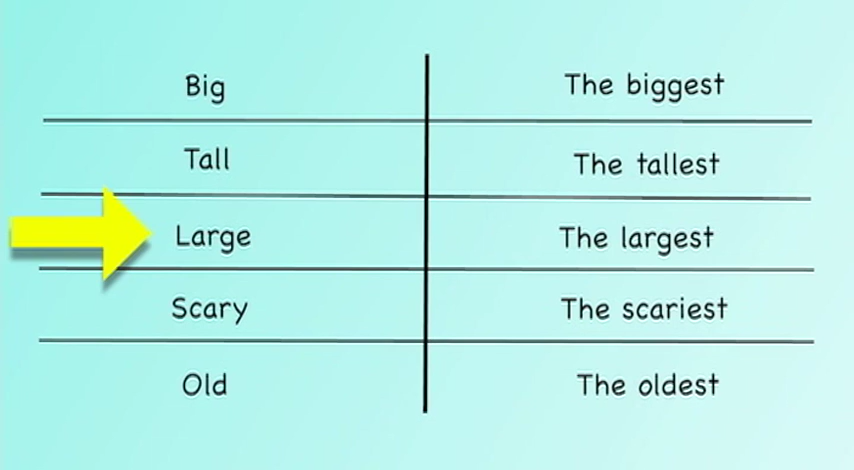 Big The biggest
Tall The tallest
Large The largest
Scary The scariest
Old The oldest